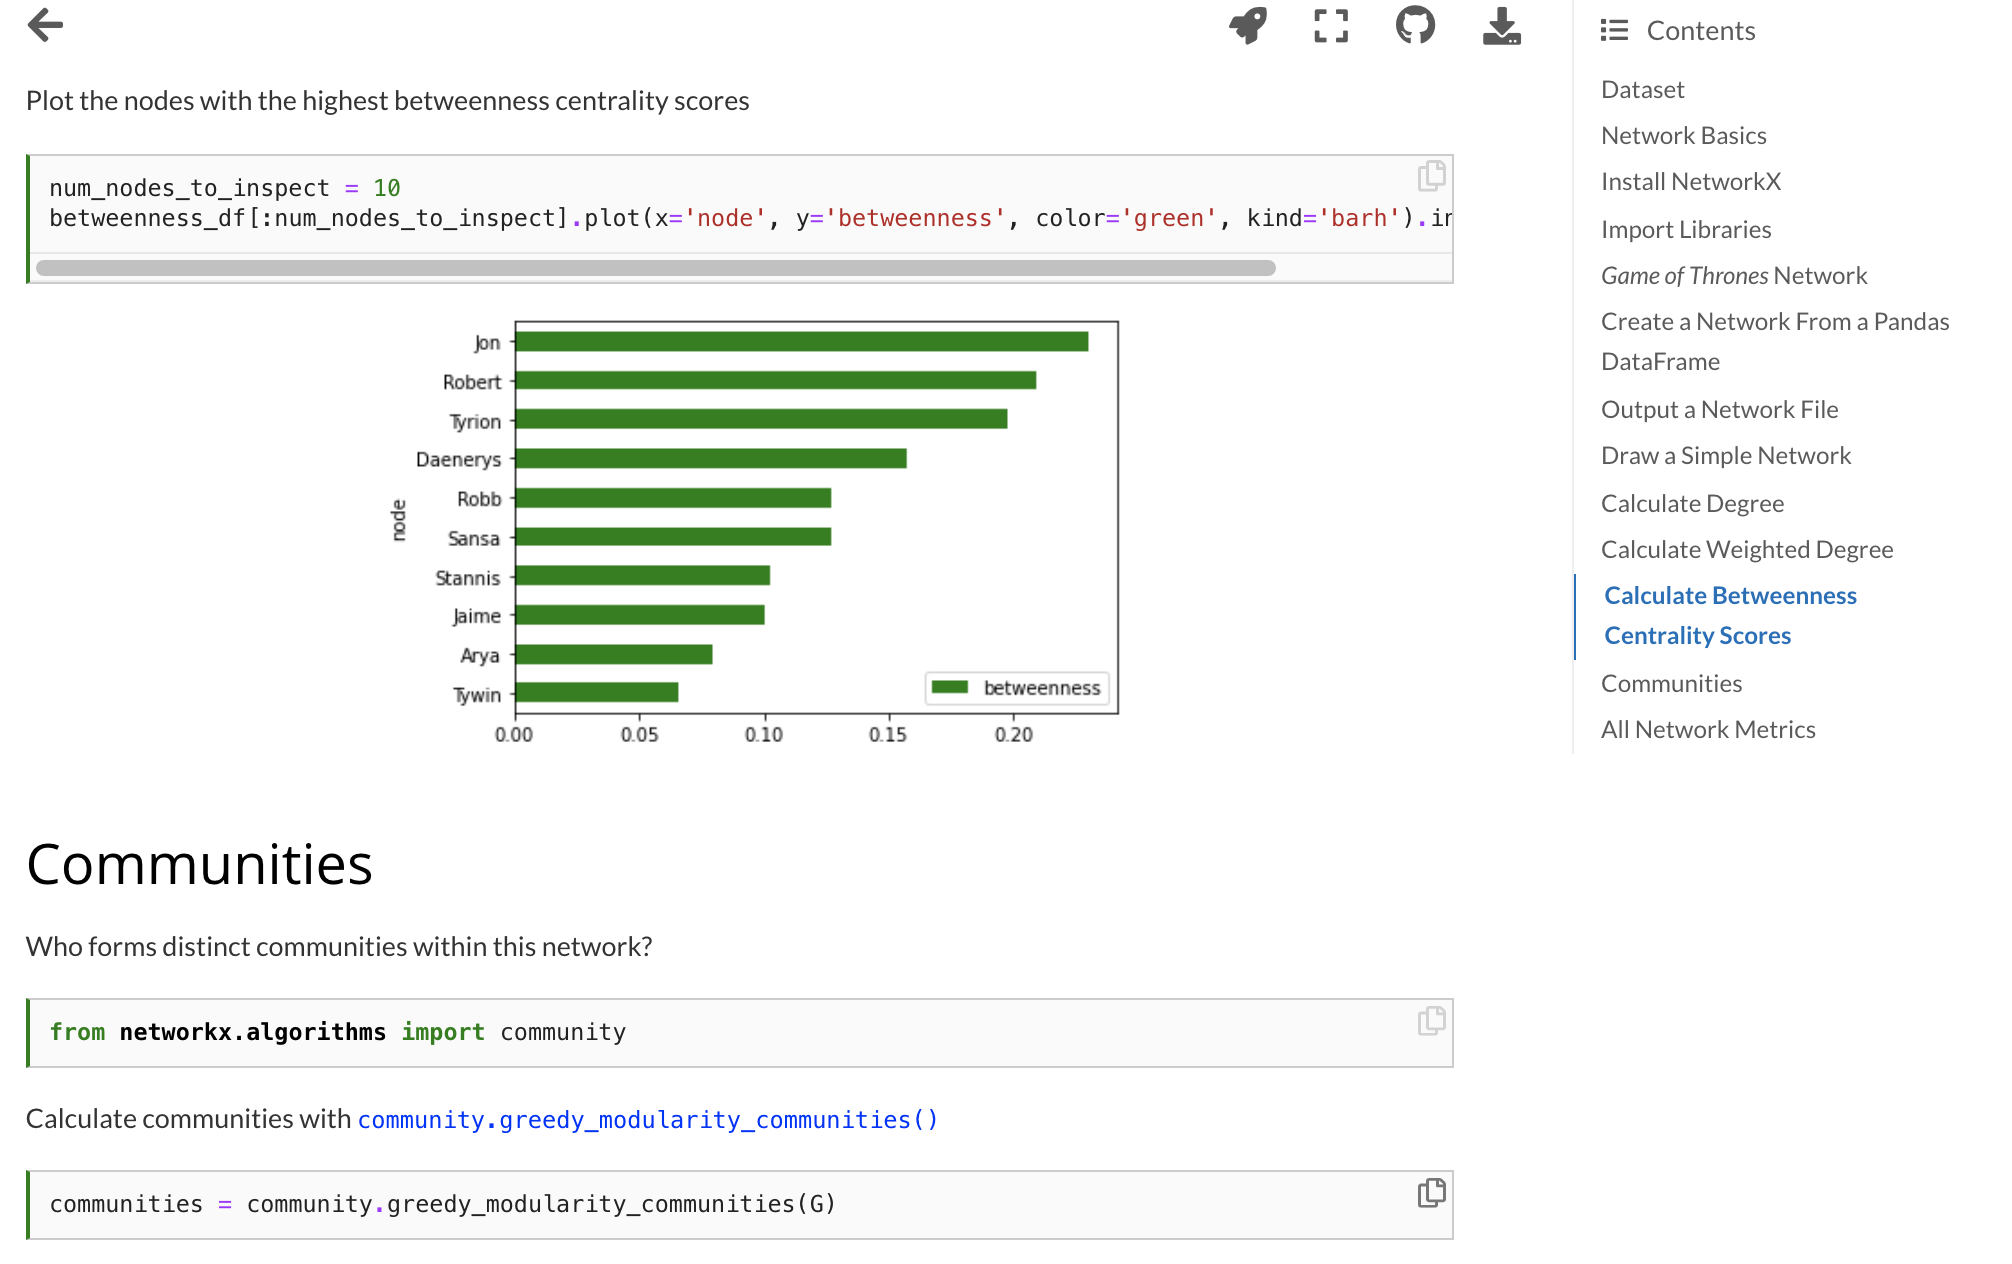 Plot the nodes with the highest betweenness centrality scores
num_nodes_to_inspect = 10
betweenness_df[:num_nodes_to_inspect].plot(x='node', y='betweenness', color='green', kind='barh').in
Jon
Robert
Tyrion
Daenerys
Robb
Sansa
Stannis
Jaime
Arya
Tywin
node
betweenness
0.00 0.05 0.10 0.15 0.20
Communities
Who forms distinct communities within this network?
from networkx.algorithms import community
Calculate communities with community.greedy_modularity_communities()
communities = community.greedy_modularity_communities(G)
Contents
Dataset
Network Basics
Install NetworkX
Import Libraries
Game of Thrones Network
Create a Network From a Pandas
DataFrame
Output a Network File
Draw a Simple Network
Calculate Degree
Calculate Weighted Degree
Calculate Betweenness
Centrality Scores
Communities
All Network Metrics